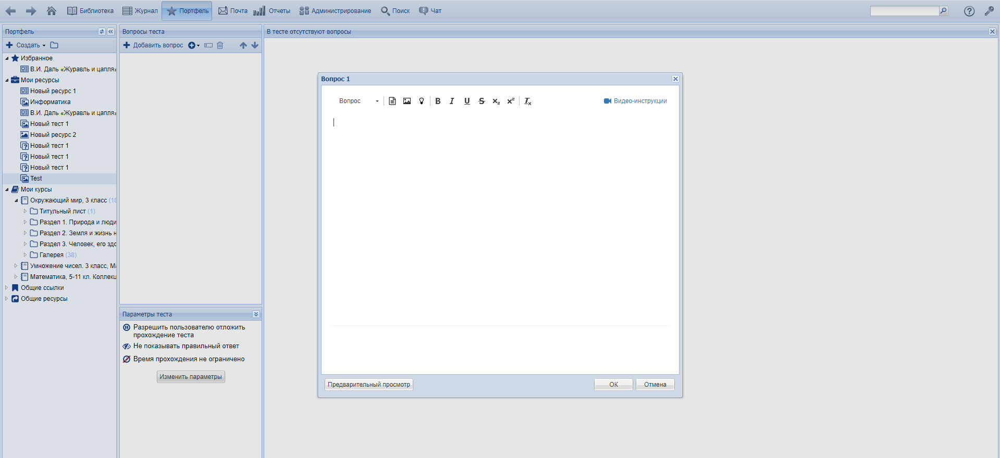 Библиотека Журнал Портфель Почта Отчеты Администрирование Поиск Чат
Портфель
Создать
Избранное
В.И. Даль «Журавль и цапля»
Мои ресурсы
Новый ресурс 1
Информатика
В.И. Даль «Журавль и цапля»
Новый тест 1
Новый ресурс 2
Новый тест 1
Новый тест 1
Новый тест 1
Test
Мои курсы
Окружающий мир, 3 класс (18
Титульный лист (1)
Раздел 1. Природа и люди
Раздел 2. Земля и жизнь н
Раздел 3. Человек, его здо
Галерея (38)
Умножение чисел. 3 класс, Ма
Математика, 5-11 кл. Коллекц
Общие ссылки
Общие ресурсы
Вопросы теста
Добавить вопрос
Параметры теста
Разрешить пользователю отложить
прохождение теста
Не показывать правильный ответ
Время прохождения не ограничено
Изменить параметры
В тесте отсутствуют вопросы
Вопрос 1
Вопрос B I U S x₂ x² Ix Видео-инструкции
Предварительный просмотр OK Отмена